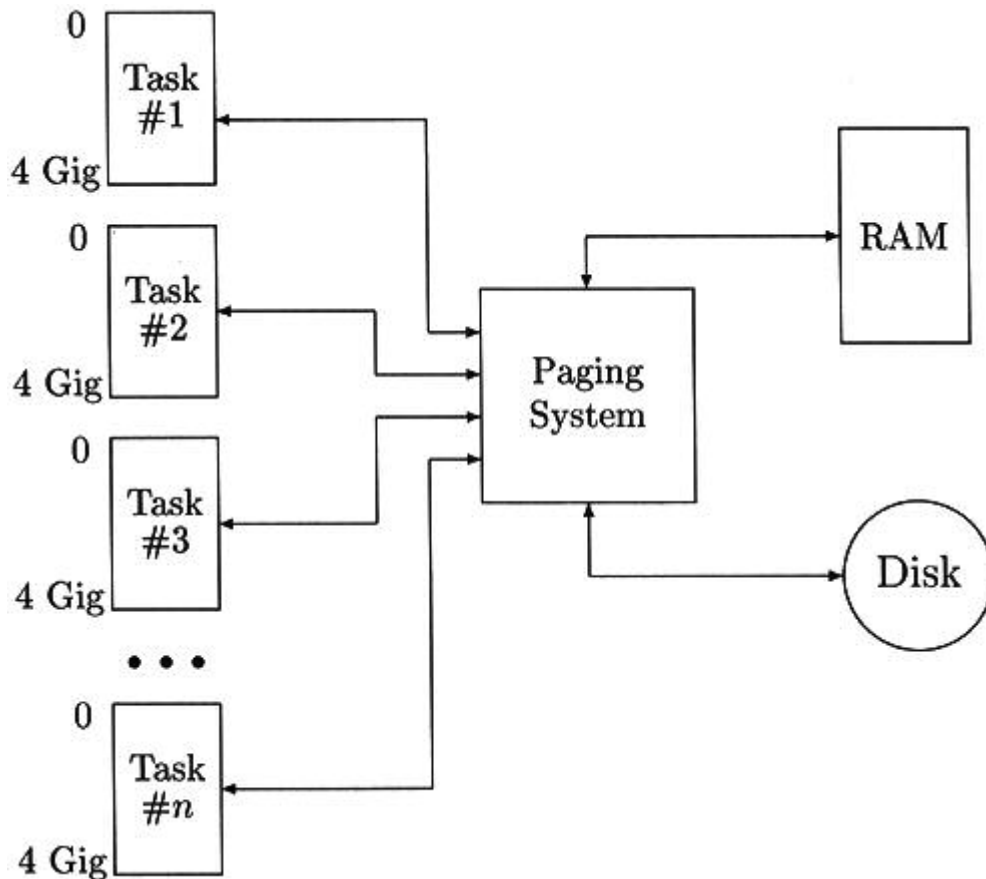 0
Task
#1
4 Gig
0
Task
#2
4 Gig
0
Task
#3
4 Gig
• • •
0
Task
#n
4 Gig
Paging
System
RAM
Disk